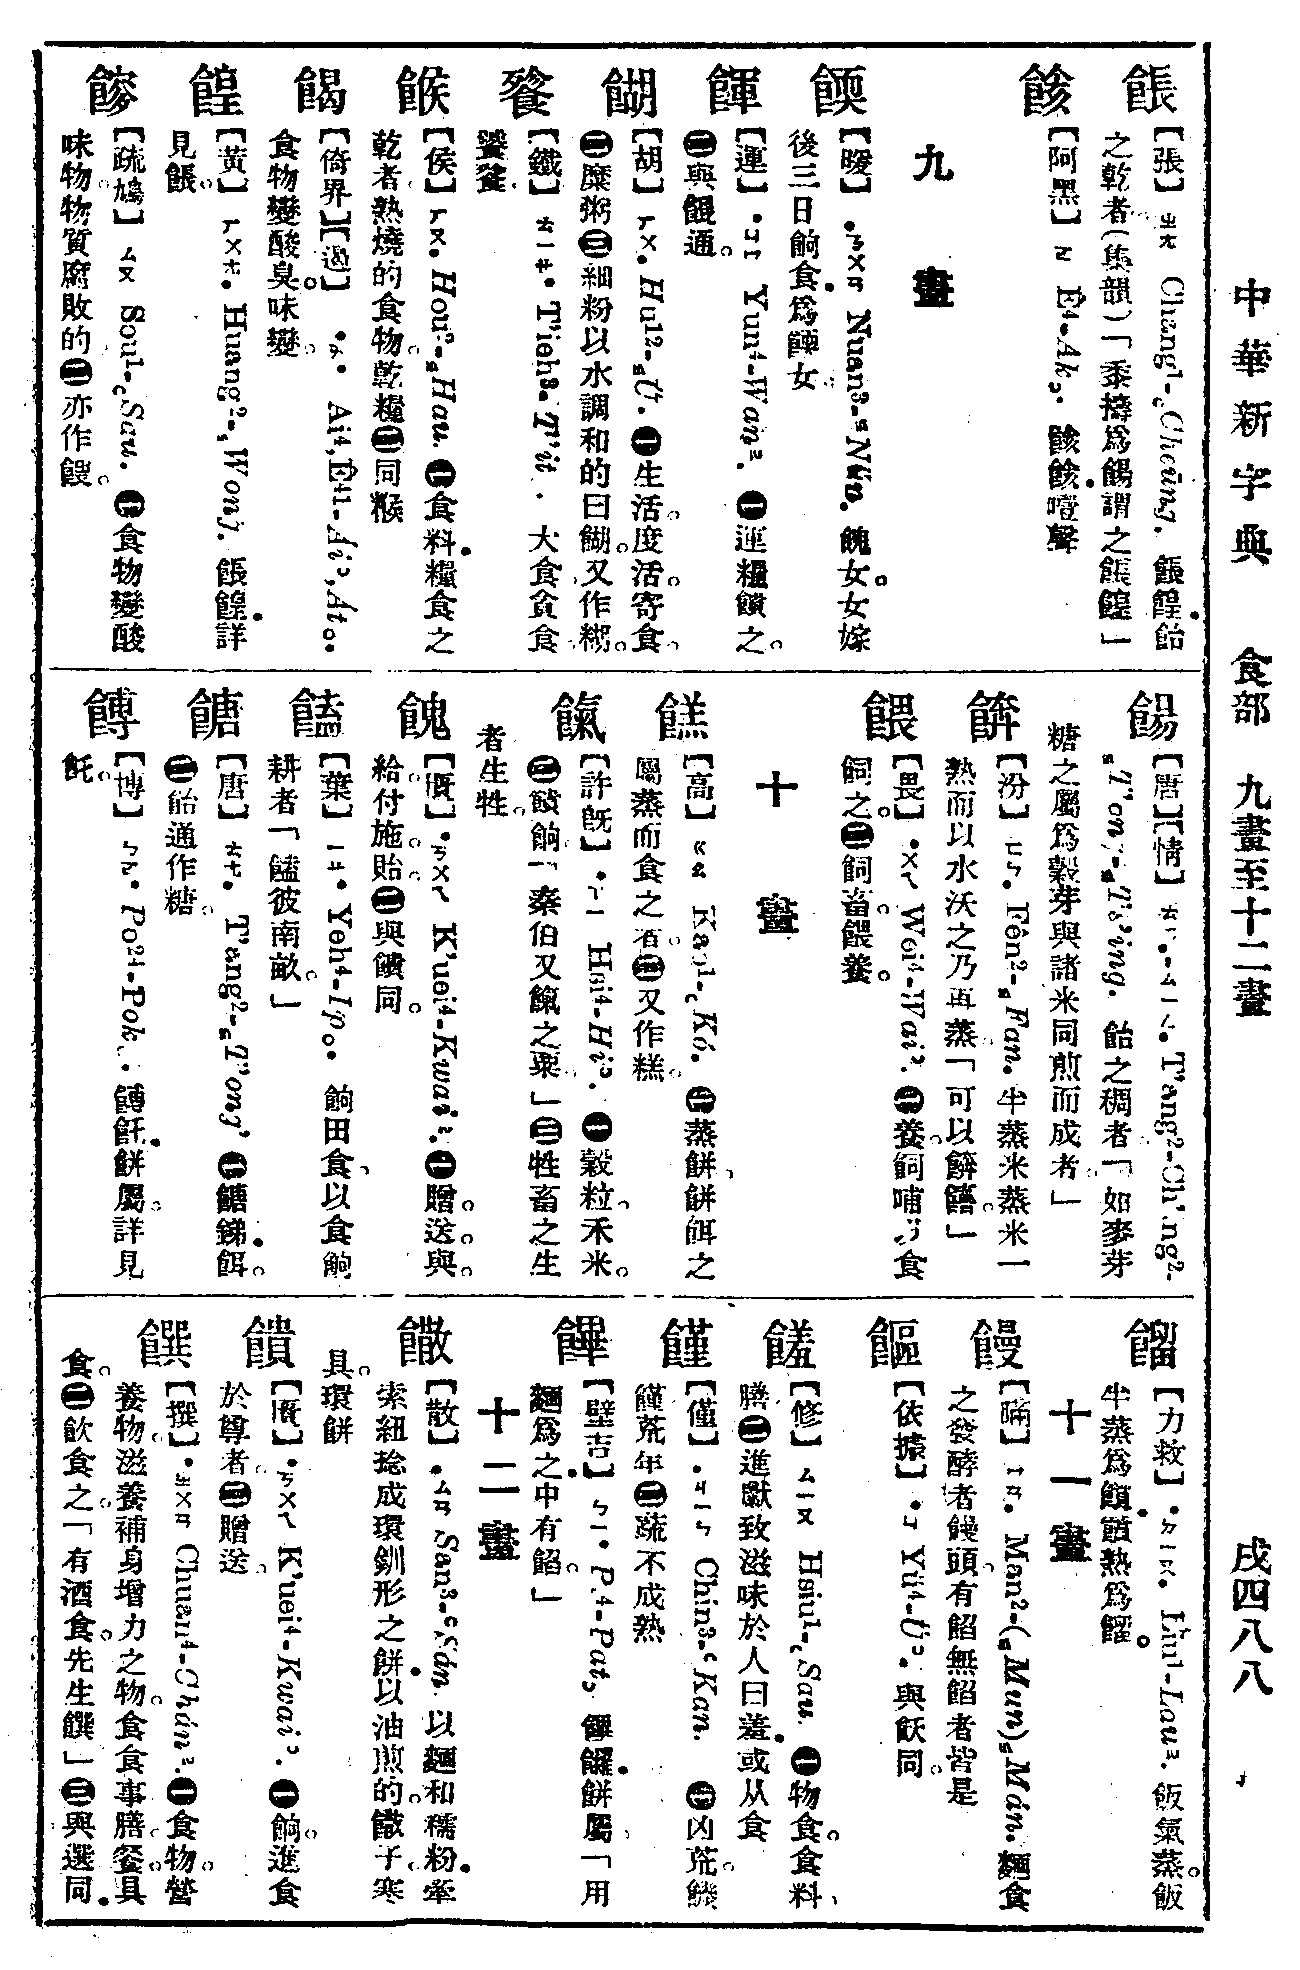 中華新字典　食部　九畫至十二畫　戌四八八
餦【張】ㄓㄤ Chang¹-Cheūng. 餦餭飴
之乾者(集韻)「黍擣爲餳謂之餦餭」
餩【阿黑】ㄜ E⁴-Ak. 餩餩噎聲
九畫
餪【暖】ㄋㄨㄢ Nuan³-Nün. 餽女女嫁
後三日餉食爲餪女
餫【運】ㄩㄣ Yun⁴-Wan. ㊀運糧饋之
㊁與餛通
餬【胡】ㄏㄨ. Hu¹²-U. ㊀生活度活寄食
㊁糜粥㊂細粉以水調和的曰餬又作糊
餮【鐵】ㄊㄧㄝ. T'ieh³-T'it. 大食貪食
饕餮
餱【侯】ㄏㄡ. Hou²-Hau. ㊀食料糧食之
乾者熱燒的食物乾糧㊁同糇
餲【倚界】【遏】ㄞ. Ai⁴,E⁴¹-Ai,At.
食物變酸臭味變
餭【黃】ㄏㄨㄤ. Huang²-Wong. 餦餭詳
見餦
【疏鳩】ㄙㄡ Sou¹-Sau. ㊀食物變酸
味物物質腐敗的㊁亦作餿
餳【唐】【情】ㄊㄤ.ㄙㄧㄥ. T'ang²-Ch'ing²-
T'ong-Ts'ing. 飴之稠者「如麥芽
糖之屬爲穀芽與諸米同煎而成者」
餴【汾】ㄈㄣ. Fên²-Fan. 半蒸米蒸米一
熟而以水沃之乃再蒸「可以餴饎」
餵【畏】ㄨㄟ Wei⁴-Wai. ㊀養飼哺食
飼之㊁飼畜餵養
十畫
餻【高】ㄍㄠ Kao¹-Kó. ㊀蒸餅餅餌之
屬蒸而食之者㊁又作糕
餼【許旣】ㄒㄧ Hsi⁴-Hi. ㊀穀粒禾米
㊁饋餉「秦伯又餼之粟」㊂牲畜之生
者生牲
餽【匱】ㄎㄨㄟ K'uei⁴-Kwai. ㊀贈送與
給付施貽㊁與饋同
饁【葉】ㄧㄝ. Yeh⁴-Ip. 餉田食以食餉
耕者「饁彼南畝」
餹【唐】ㄊㄤ. T'ang²-T'ong ㊀餹銻餌
㊁飴通作糖
餺【博】ㄅㄛ. Po²⁴-Pok. 餺飥餅屬詳見
飥
餾【力救】ㄌㄧㄡ. Liu¹-Lau. 飯氣蒸飯
半蒸爲饙饙熟爲餾
十一畫
饅【瞞】ㄇㄢ. Man²-(Mun)Mán. 麵食
之發酵者饅頭有餡無餡者皆是
饇【依據】ㄩ Yü⁴-Ü. 與飫同
饈【修】ㄙㄧㄡ Hsiu¹-Sau. ㊀物食食料
膳㊁進獻致滋味於人曰羞或从食
饉【僅】ㄐㄧㄣ Chin³-Kan. ㊀凶荒饑
饉荒年㊁蔬不成熟
饆【壁吉】ㄅㄧ. Pi⁴-Pat, 饆饠餅屬「用
麵爲之中有餡」
十二畫
饊【散】ㄙㄢ San³-Sán. 以麵和糯粉牽
索紐捻成環釧形之餅以油煎的饊子寒
具環餅
饋【匱】ㄎㄨㄟ K'uei⁴-Kwai. ㊀餉進食
於尊者㊁贈送
饌【撰】ㄓㄨㄢ Chuan⁴-Chán. ㊀食物營
養物滋養補身增力之物食食事膳餐具
食㊁飲食之「有酒食先生饌」㊂與選同